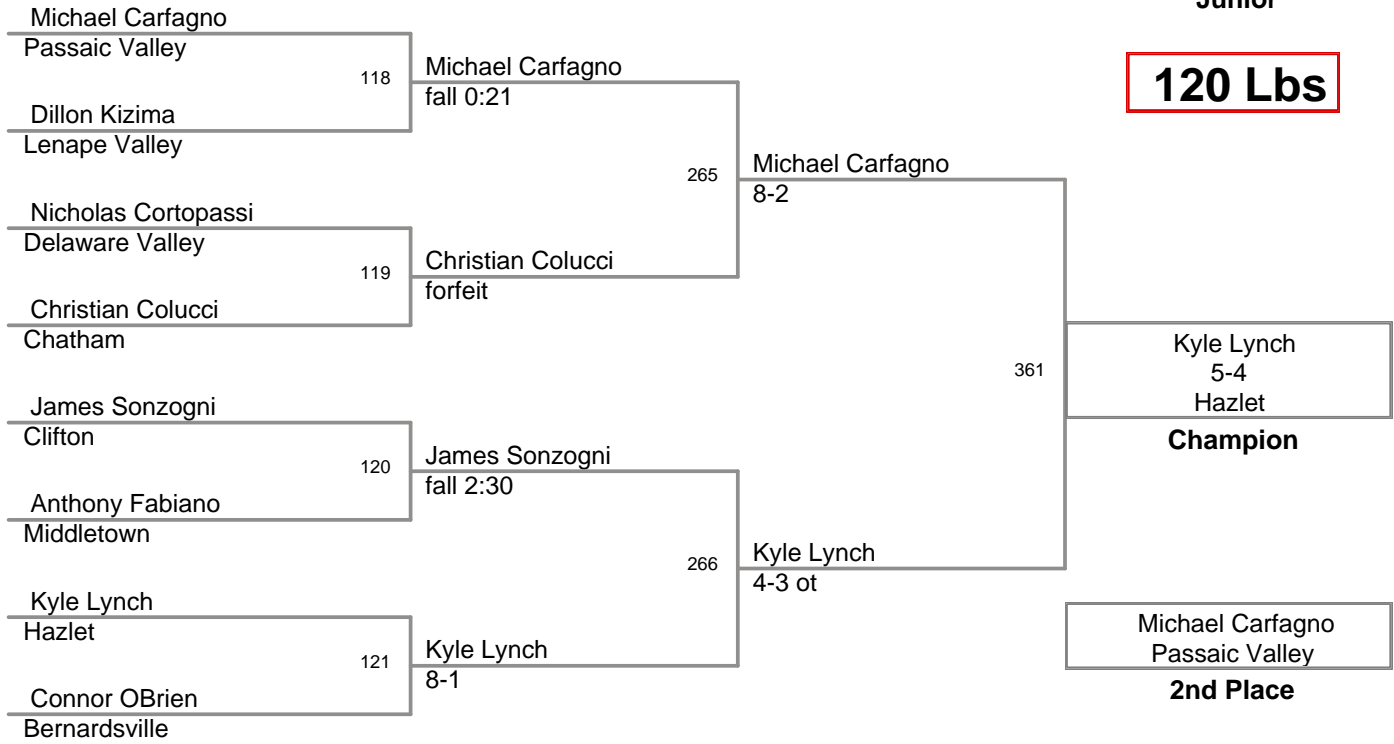 Junior
120 Lbs
Michael Carfagno
Passaic Valley
118
Dillon Kizima
Lenape Valley
Michael Carfagno
fall 0:21
Nicholas Cortopassi
Delaware Valley
119
Christian Colucci
Chatham
Christian Colucci
forfeit
265
Michael Carfagno
8-2
James Sonzogni
Clifton
120
Anthony Fabiano
Middletown
James Sonzogni
fall 2:30
Kyle Lynch
Hazlet
121
Connor OBrien
Bernardsville
Kyle Lynch
8-1
266
Kyle Lynch
4-3 ot
361
Kyle Lynch
5-4
Hazlet
Champion
Michael Carfagno
Passaic Valley
2nd Place